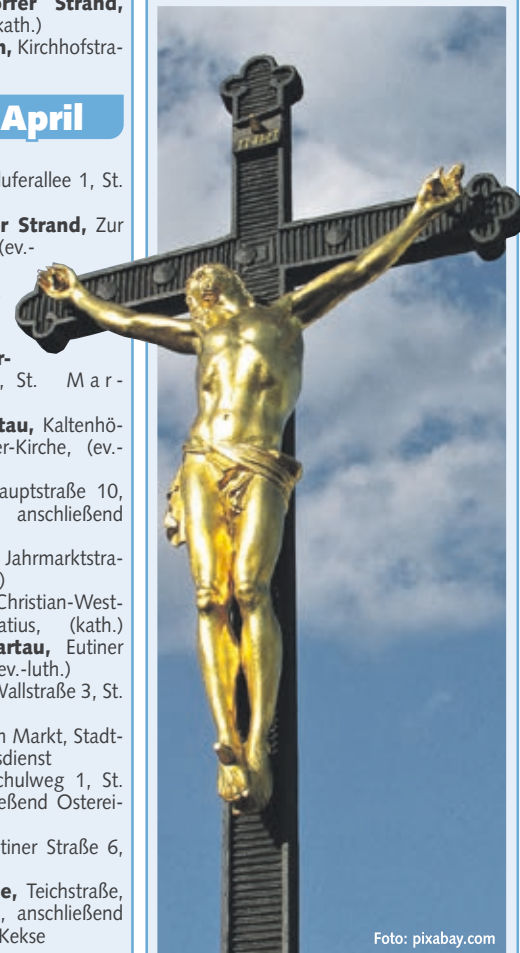 orfer Strand,
kath.)
n, Kirchhofstra-
April
luferallee 1, St.
r Strand, Zur
(ev.-
r-
, St. Mar-
tau, Kaltenhö-
er-Kirche, (ev.-
auptstraße 10,
anschließend
Jahrmarktstra-
)
Christian-West-
atius, (kath.)
artau, Eutiner
ev.-luth.)
Wallstraße 3, St.
n Markt, Stadt-
sdienst
chulweg 1, St.
eßend Osterei-
tiner Straße 6,
e, Teichstraße,
, anschließend
Kekse
INRI
Foto: pixabay.com